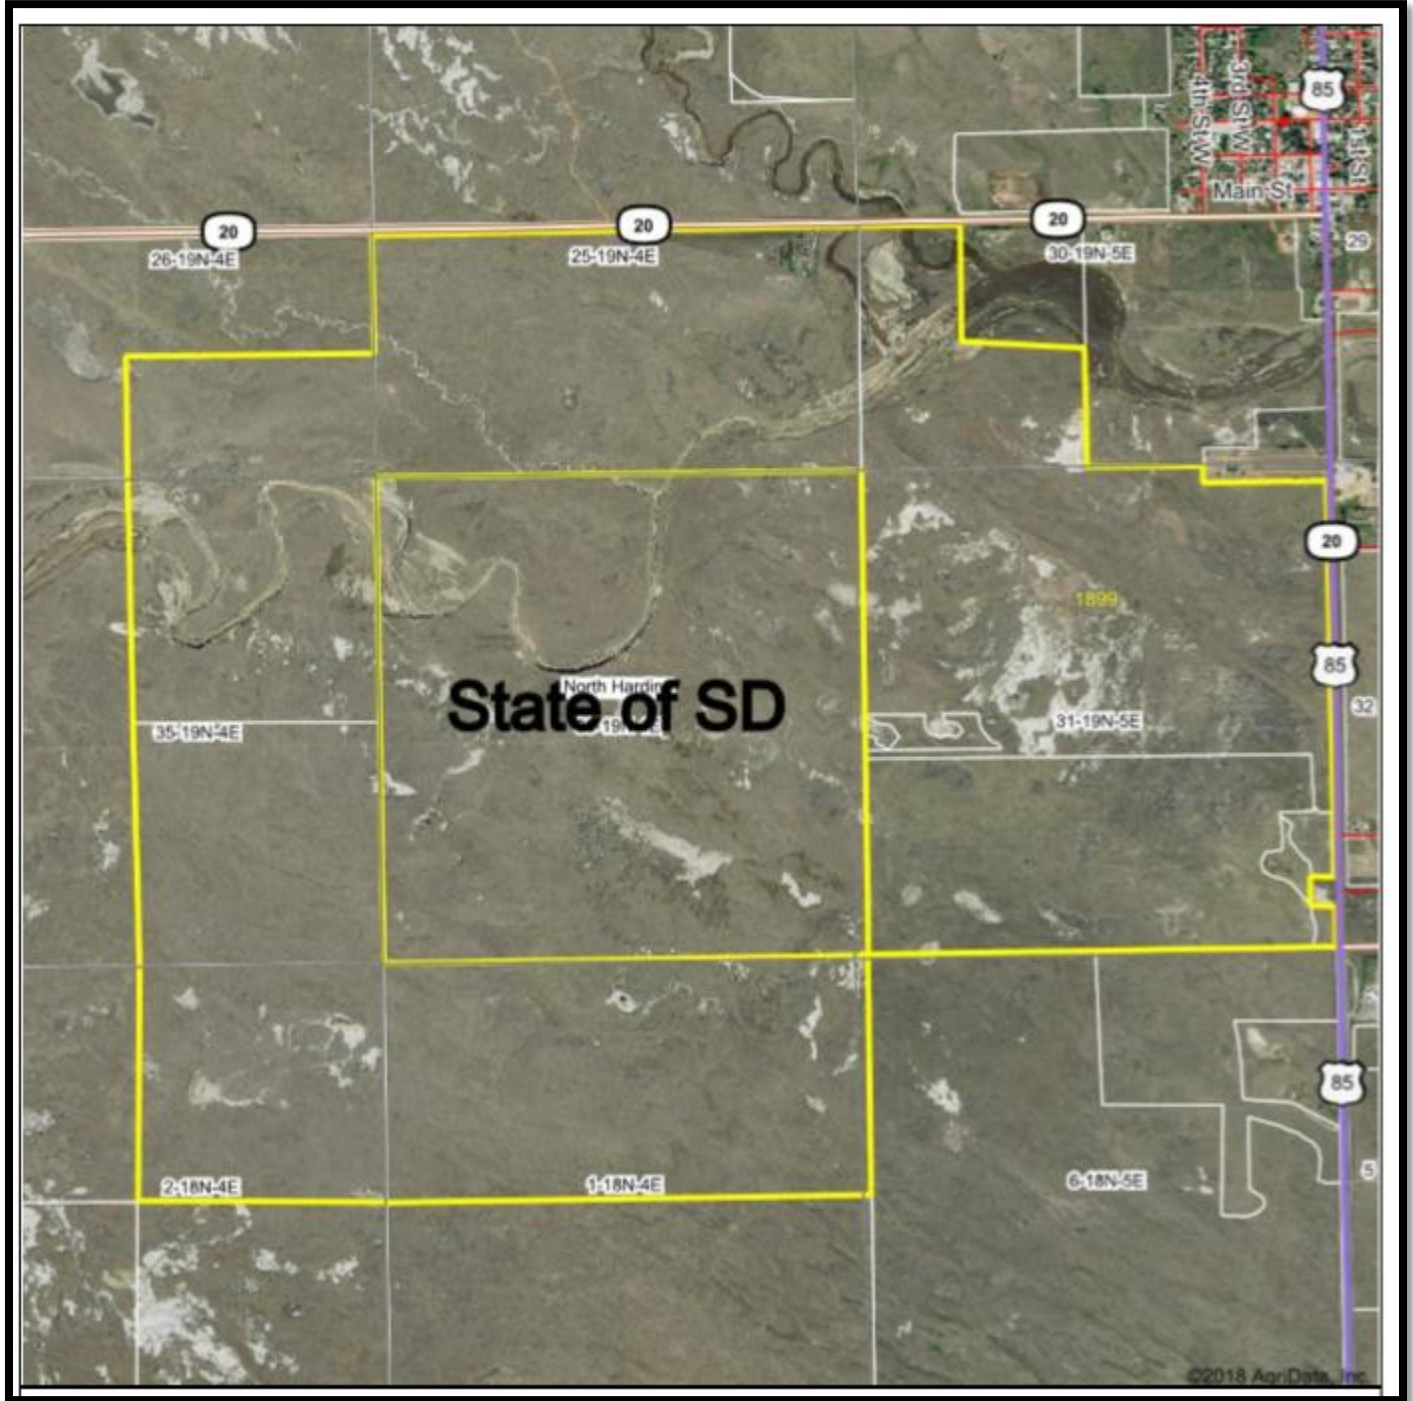 85
3rd St W
4th St W
1st St
Main St
20
20
20
29
26-19N-4E
25-19N-4E
30-19N-5E
20
1899
85
North Harding
State of SD
32
31-19N-5E
35-19N-4E
85
5
2-18N-4E
1-18N-4E
6-18N-5E
©2018 AgriData, Inc.